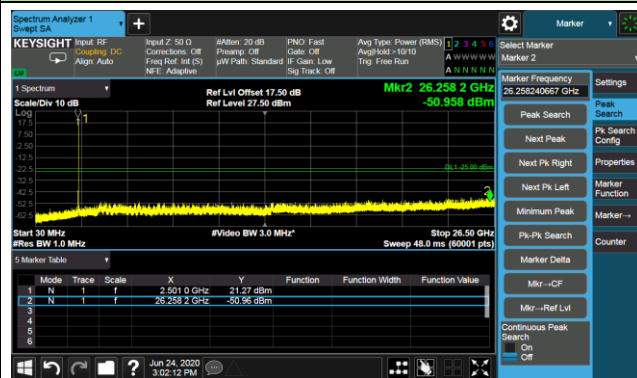 Spectrum Analyzer 1
Swept SA
Marker
KEYSIGHT
Input: RF
Coupling: DC
Align: Auto
Input Z: 50 Ω
Corrections: Off
Freq Ref: Int (S)
NFE: Adaptive
#Atten: 20 dB
Preamp: Off
µW Path: Standard
PNO: Fast
Gate: Off
IF Gain: Low
Sig Track: Off
Avg Type: Power (RMS)
Avg|Hold:>10/10
Trig: Free Run
1 2 3 4 5 6
A W W W W W
A N N N N N
Select Marker
Marker 2
1 Spectrum
Scale/Div 10 dB
Ref Lvl Offset 17.50 dB
Ref Level 27.50 dBm
Mkr2 26.258 2 GHz
-50.958 dBm
Log
17.5
7.50
-2.50
-12.5
-22.5
-32.5
-42.5
-52.5
-62.5
1
2
DL1 -25.00 dBm
Start 30 MHz
#Res BW 1.0 MHz
#Video BW 3.0 MHz*
Stop 26.50 GHz
Sweep 48.0 ms (60001 pts)
5 Marker Table
Mode Trace Scale X Y Function Function Width Function Value
1 N 1 f 2.501 0 GHz 21.27 dBm
2 N 1 f 26.258 2 GHz -50.96 dBm
3
4
5
6
Marker Frequency
26.258240667 GHz
Peak Search
Next Peak
Next Pk Right
Next Pk Left
Minimum Peak
Pk-Pk Search
Marker Delta
Mkr→CF
Mkr→Ref Lvl
Continuous Peak
Search
On
Off
Settings
Peak
Search
Pk Search
Config
Properties
Marker
Function
Marker→
Counter
Jun 24, 2020
3:02:12 PM